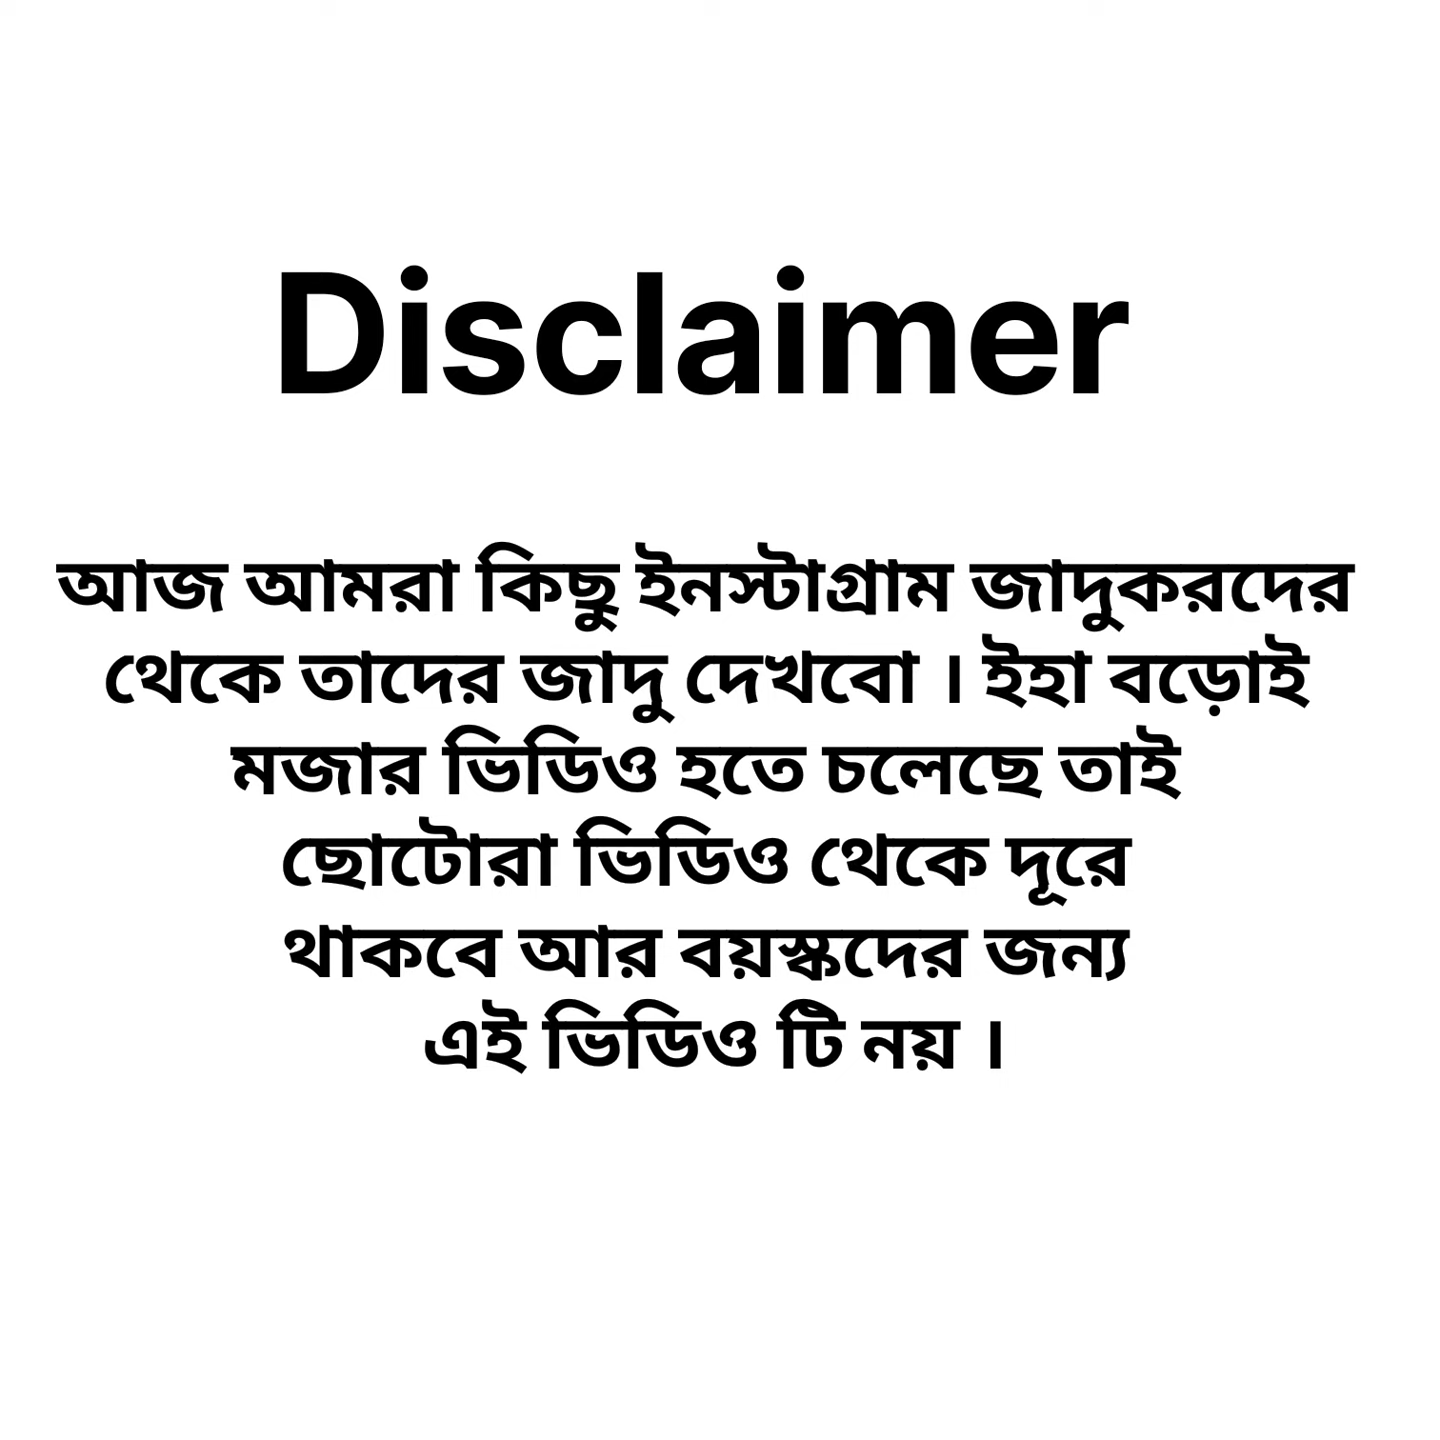 Disclaimer
আজ আমরা কিছু ইনস্টাগ্রাম জাদুকরদের
থেকে তাদের জাদু দেখবো । ইহা বড়োই
মজার ভিডিও হতে চলেছে তাই
ছোটোরা ভিডিও থেকে দূরে
থাকবে আর বয়স্কদের জন্য
এই ভিডিও টি নয় ।